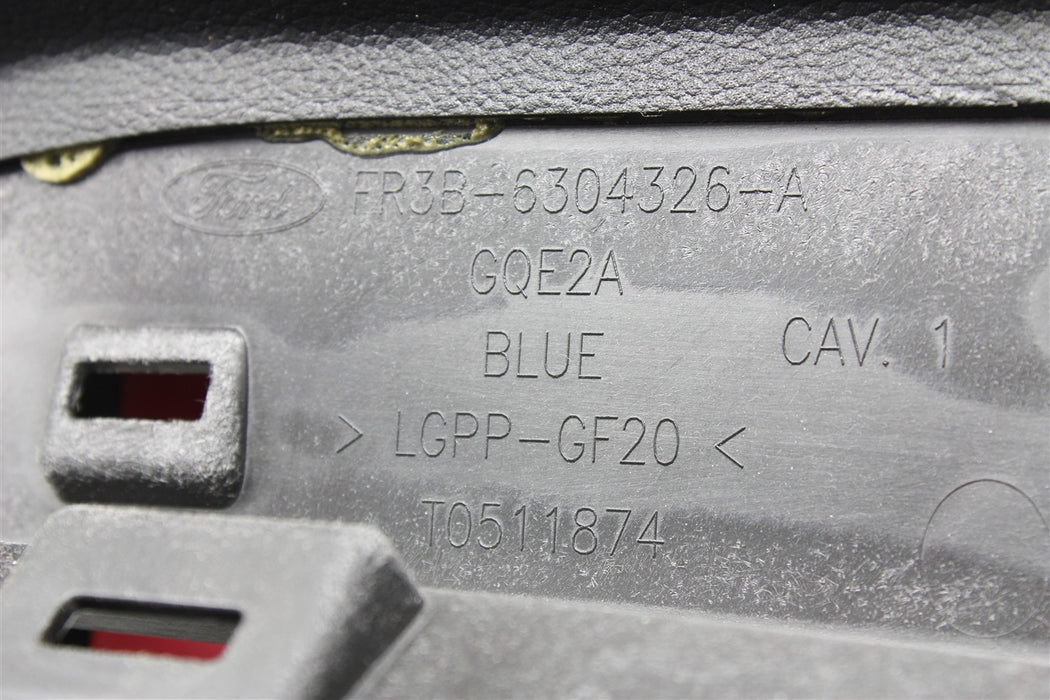 Ford FR3B-6304326-A
GQE2A
BLUE CAV. 1
> LGPP-GF20 <
T0511874